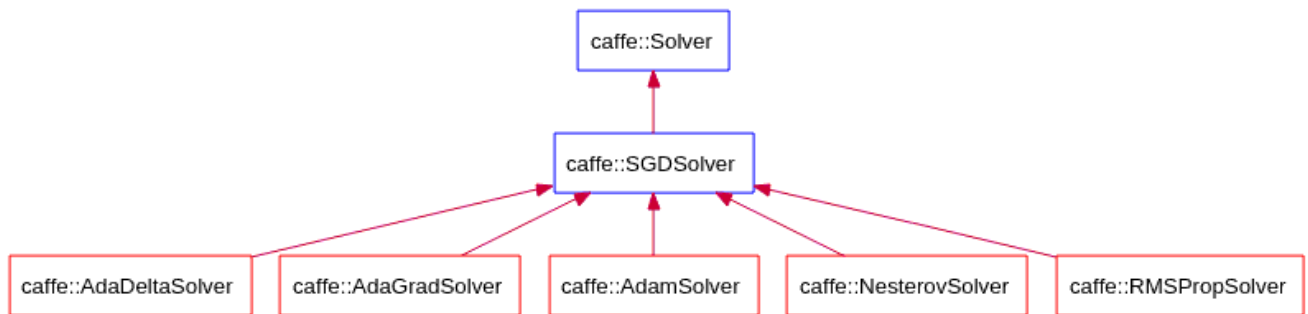 caffe::Solver
caffe::SGDSolver
caffe::AdaDeltaSolver
caffe::AdaGradSolver
caffe::AdamSolver
caffe::NesterovSolver
caffe::RMSPropSolver